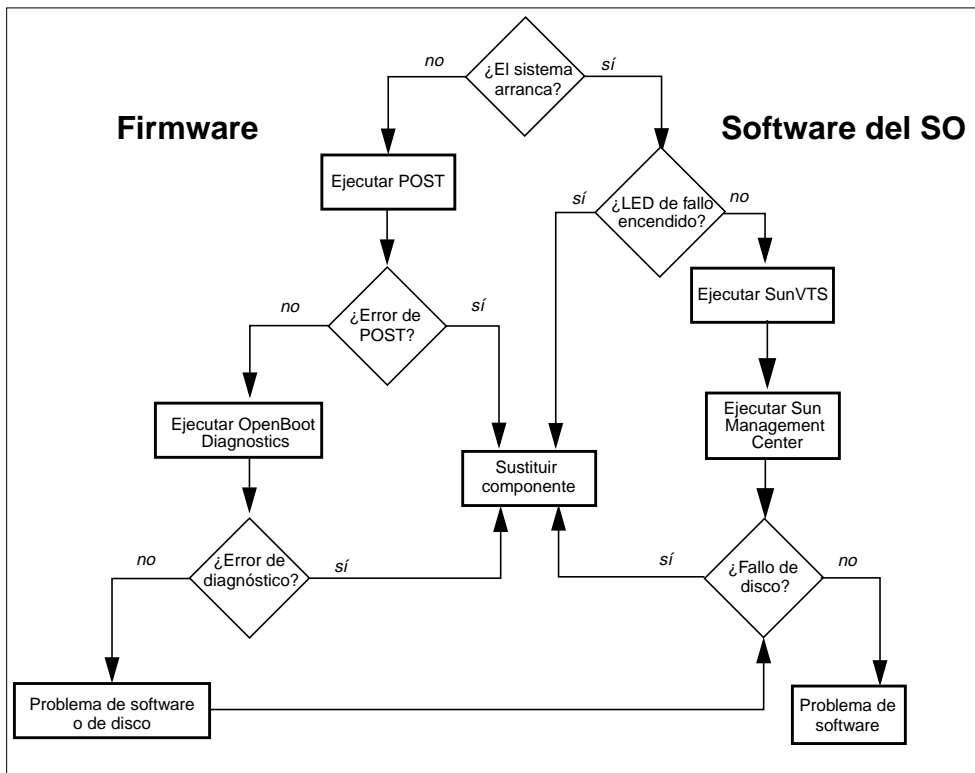 ¿El sistema
arranca?
no
sí
Firmware
Software del SO
Ejecutar POST
¿LED de fallo
encendido?
sí
no
¿Error de
POST?
no
sí
Ejecutar SunVTS
Ejecutar OpenBoot
Diagnostics
Ejecutar Sun
Management
Center
Sustituir
componente
¿Error de
diagnóstico?
no
sí
¿Fallo de
disco?
sí
no
Problema de software
o de disco
Problema de
software